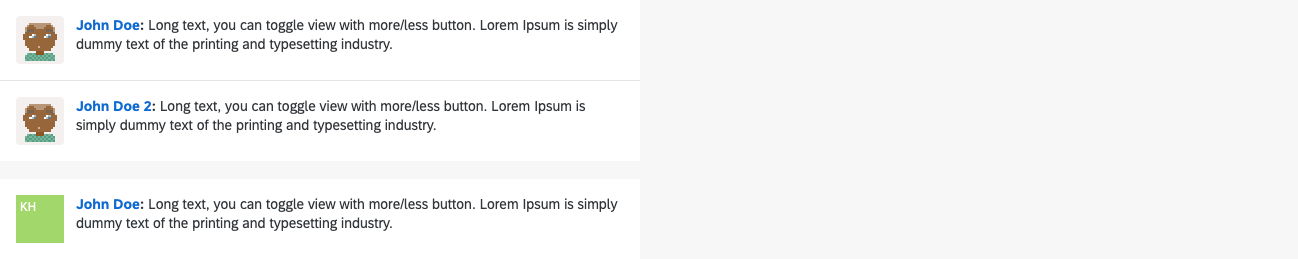 John Doe: Long text, you can toggle view with more/less button. Lorem Ipsum is simply
dummy text of the printing and typesetting industry.
John Doe 2: Long text, you can toggle view with more/less button. Lorem Ipsum is
simply dummy text of the printing and typesetting industry.
KH
John Doe: Long text, you can toggle view with more/less button. Lorem Ipsum is simply
dummy text of the printing and typesetting industry.